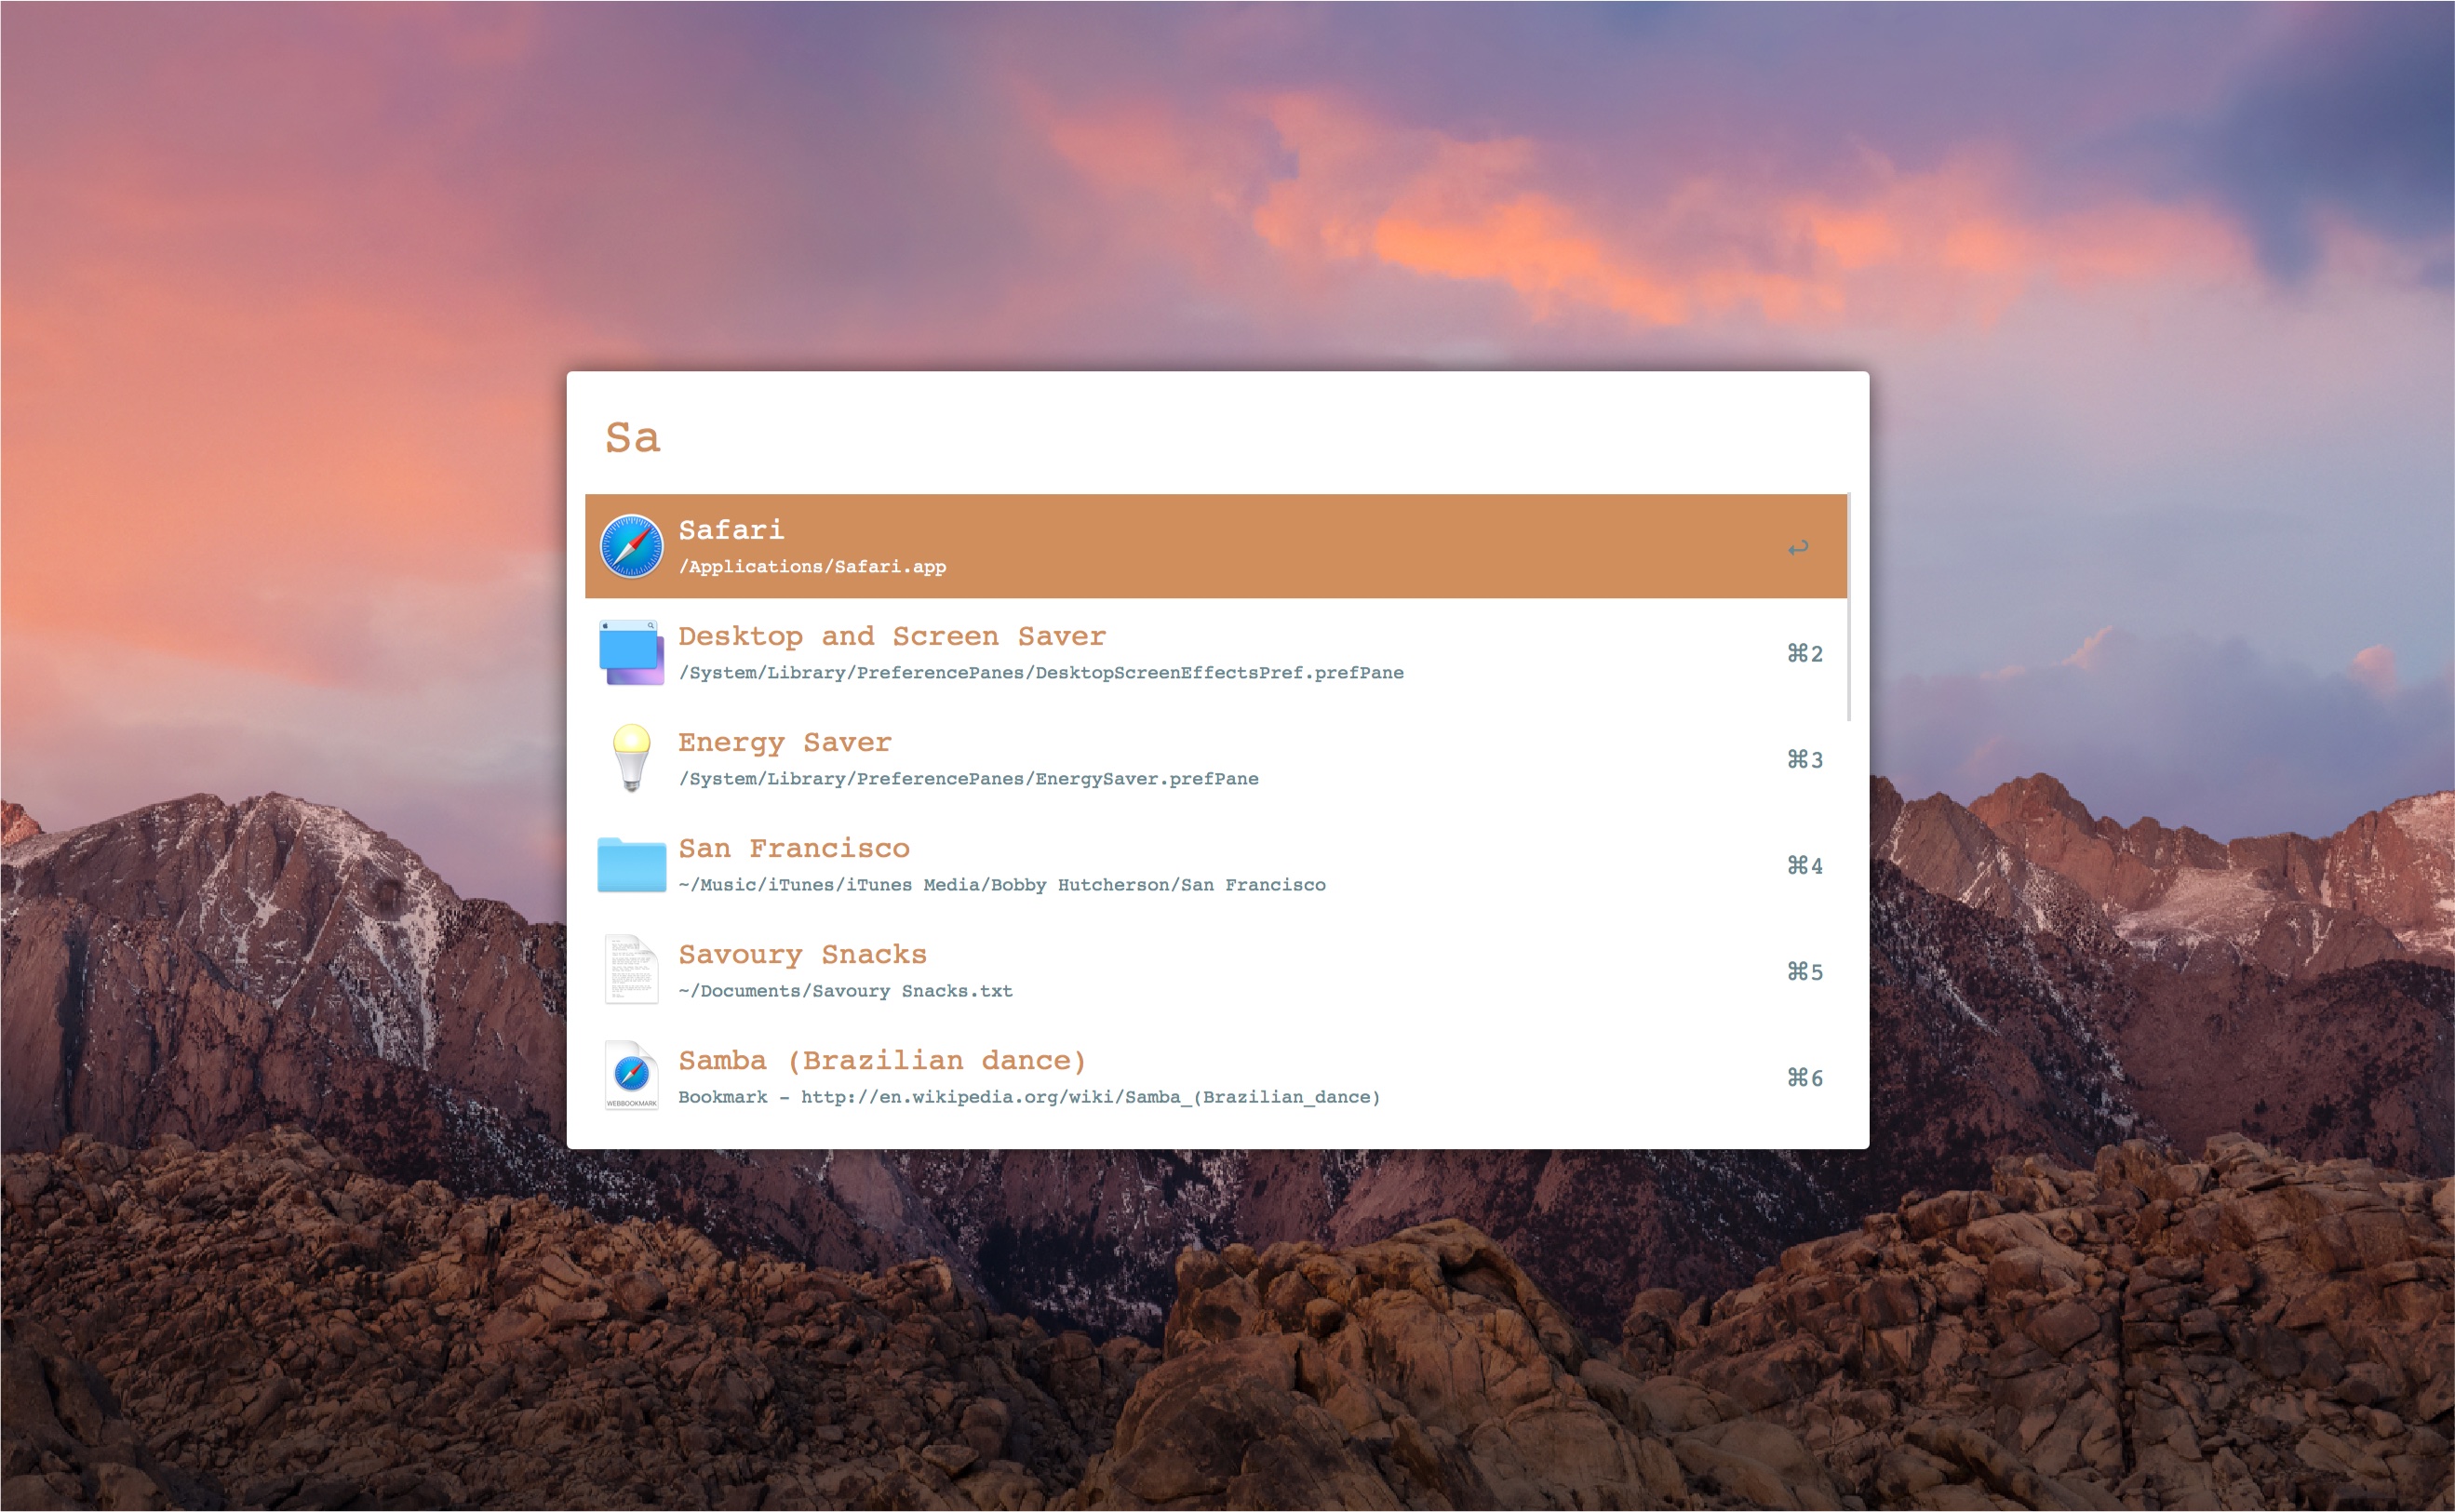 Sa
Safari
/Applications/Safari.app
↩
Desktop and Screen Saver
/System/Library/PreferencePanes/DesktopScreenEffectsPref.prefPane
⌘2
Energy Saver
/System/Library/PreferencePanes/EnergySaver.prefPane
⌘3
San Francisco
~/Music/iTunes/iTunes Media/Bobby Hutcherson/San Francisco
⌘4
Savoury Snacks
~/Documents/Savoury Snacks.txt
⌘5
Samba (Brazilian dance)
Bookmark – http://en.wikipedia.org/wiki/Samba_(Brazilian_dance)
⌘6
WEBBOOKMARK